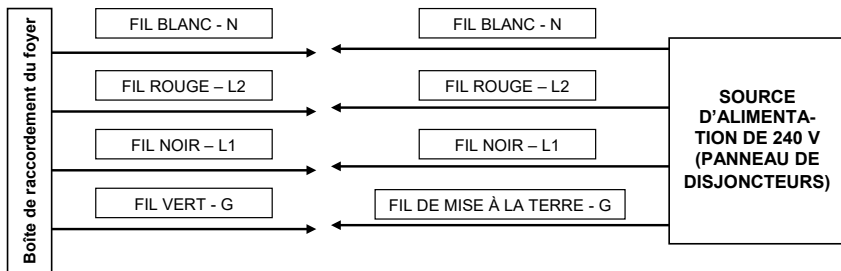 Boîte de raccordement du foyer
FIL BLANC - N
FIL BLANC - N
FIL ROUGE – L2
FIL ROUGE – L2
FIL NOIR – L1
FIL NOIR – L1
FIL VERT - G
FIL DE MISE À LA TERRE - G
SOURCE
D’ALIMENTA-
TION DE 240 V
(PANNEAU DE
DISJONCTEURS)